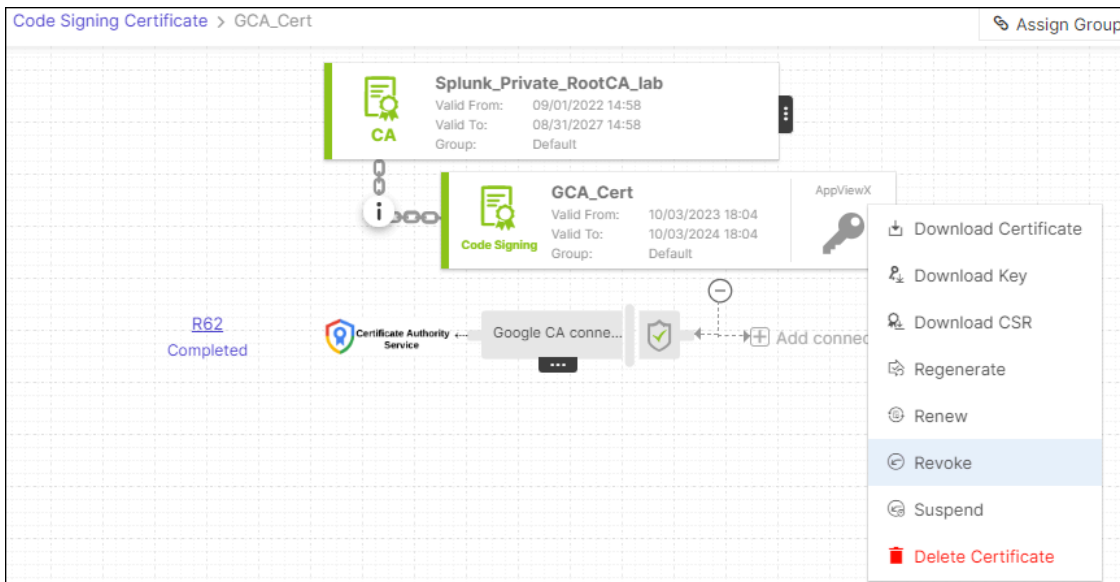 Code Signing Certificate > GCA_Cert
Assign Group
Splunk_Private_RootCA_lab
Valid From: 09/01/2022 14:58
Valid To: 08/31/2027 14:58
Group: Default
CA
GCA_Cert
Valid From: 10/03/2023 18:04
Valid To: 10/03/2024 18:04
Group: Default
Code Signing
AppViewX
Download Certificate
Download Key
Download CSR
Regenerate
Renew
Revoke
Suspend
Delete Certificate
R62
Completed
Certificate Authority
Service
Google CA conne...
Add connec